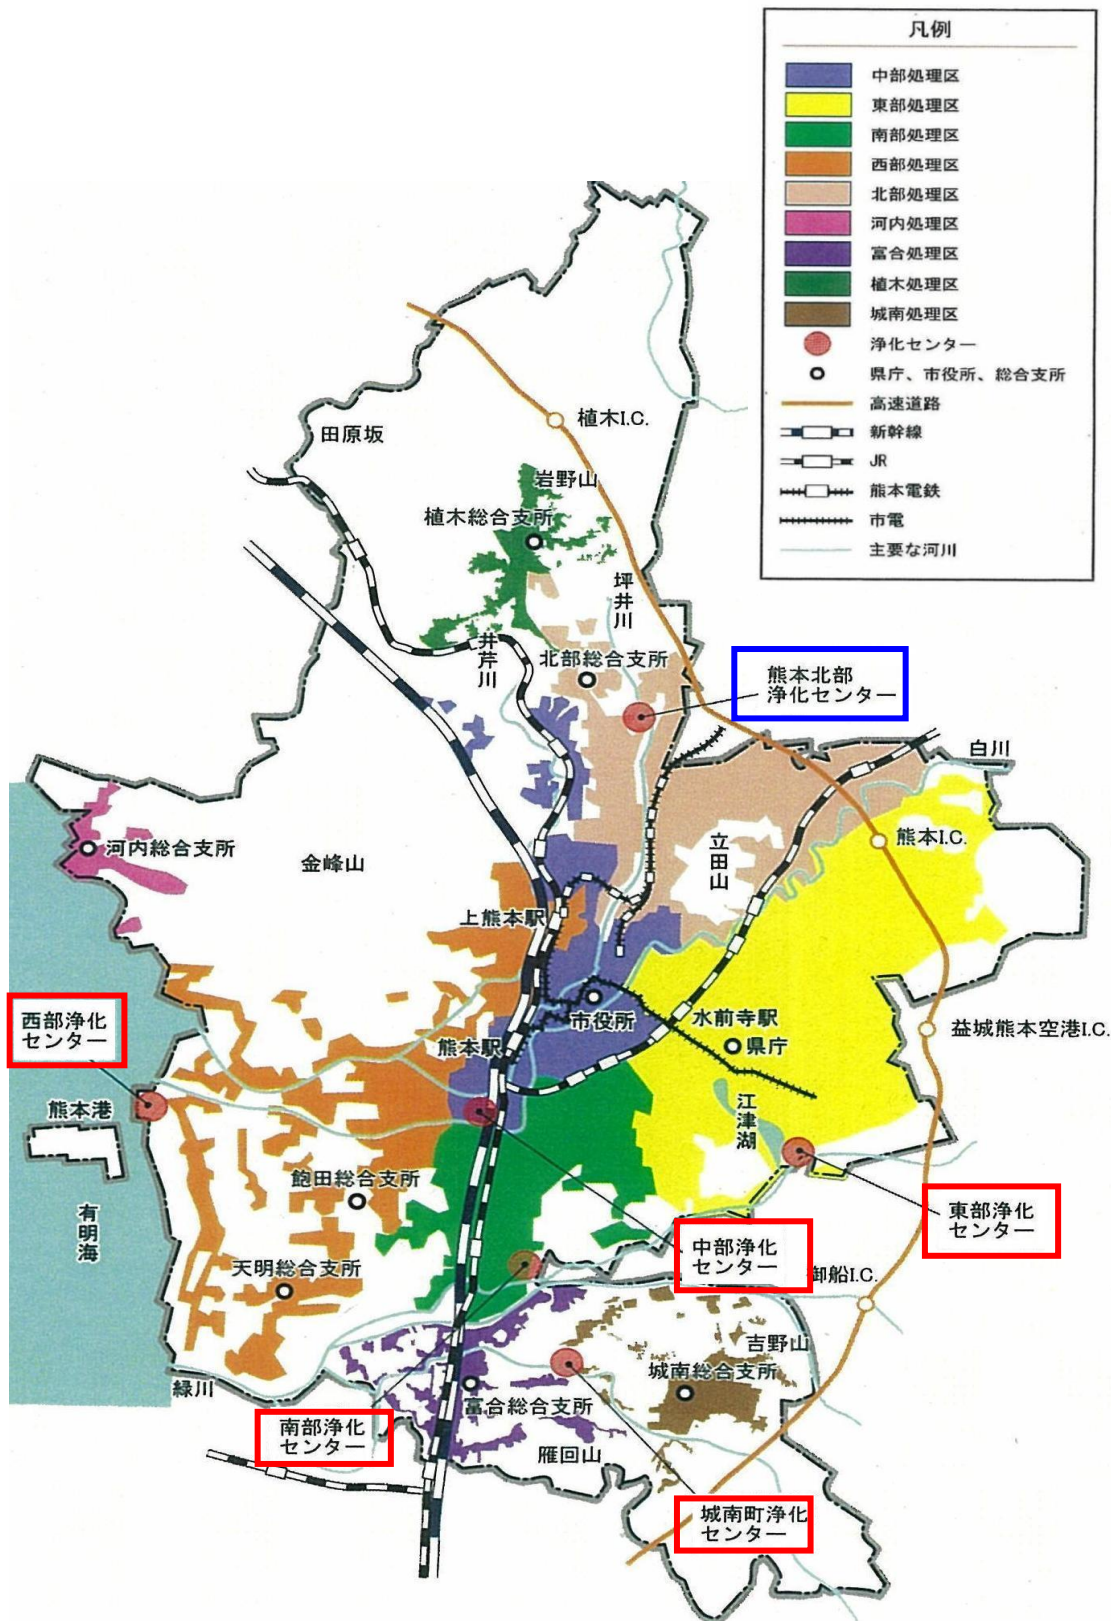 凡例
中部処理区
東部処理区
南部処理区
西部処理区
北部処理区
河内処理区
富合処理区
植木処理区
城南処理区
浄化センター
県庁、市役所、総合支所
高速道路
新幹線
JR
熊本電鉄
市電
主要な河川
植木I.C.
田原坂
岩野山
植木総合支所
坪井川
井芹川
北部総合支所
熊本北部
浄化センター
白川
熊本I.C.
立田山
河内総合支所
金峰山
上熊本駅
西部浄化
センター
市役所
水前寺駅
県庁
益城熊本空港I.C.
熊本駅
熊本港
江津湖
飽田総合支所
有明海
東部浄化
センター
中部浄化
センター
天明総合支所
御船I.C.
吉野山
城南総合支所
緑川
富合総合支所
南部浄化
センター
雁回山
城南町浄化
センター